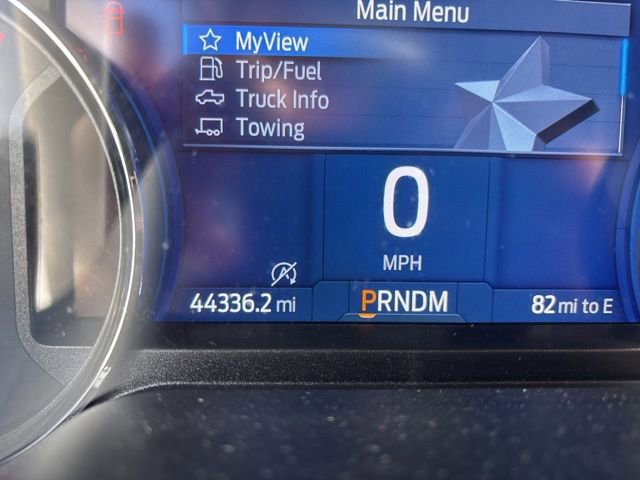 Main Menu
MyView
Trip/Fuel
Truck Info
Towing
0
MPH
A
44336.2 mi
PRNDM
82 mi to E